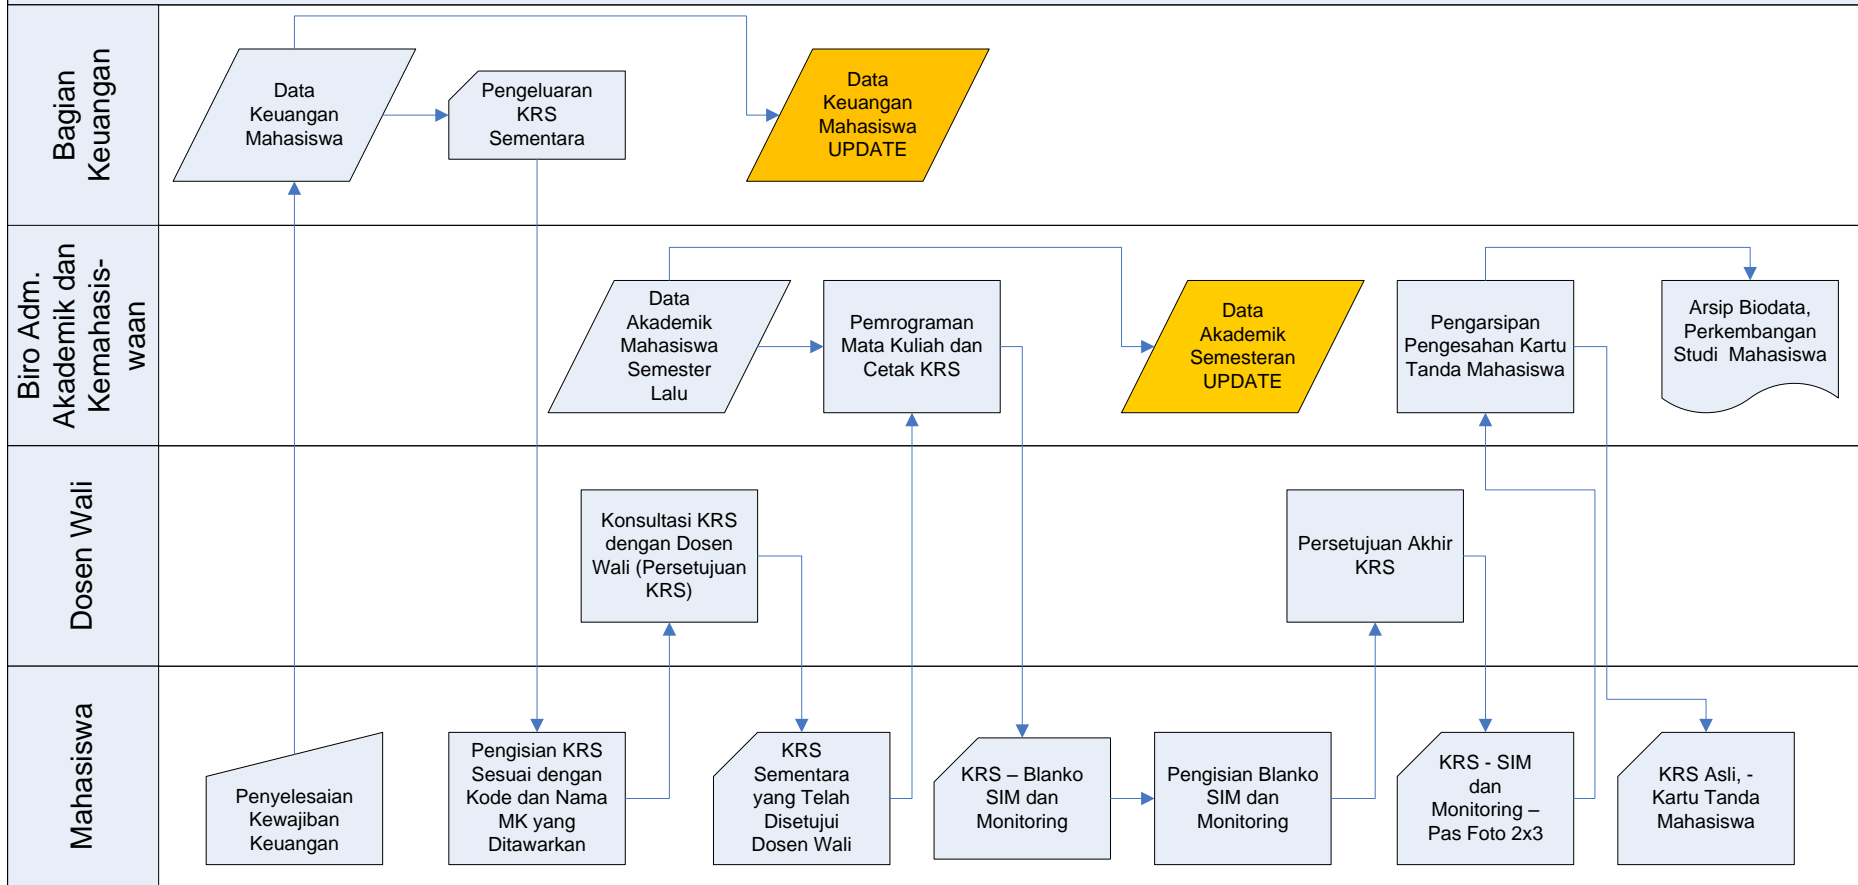 Bagian
Keuangan
Data
Keuangan
Mahasiswa
Pengeluaran
KRS
Sementara
Data
Keuangan
Mahasiswa
UPDATE
Biro Adm.
Akademik dan
Kemahasis-
waan
Data
Akademik
Mahasiswa
Semester
Lalu
Pemrograman
Mata Kuliah dan
Cetak KRS
Data
Akademik
Semesteran
UPDATE
Pengarsipan
Pengesahan Kartu
Tanda Mahasiswa
Arsip Biodata,
Perkembangan
Studi Mahasiswa
Dosen Wali
Konsultasi KRS
dengan Dosen
Wali (Persetujuan
KRS)
Persetujuan Akhir
KRS
Mahasiswa
Penyelesaian
Kewajiban
Keuangan
Pengisian KRS
Sesuai dengan
Kode dan Nama
MK yang
Ditawarkan
KRS
Sementara
yang Telah
Disetujui
Dosen Wali
KRS – Blanko
SIM dan
Monitoring
Pengisian Blanko
SIM dan
Monitoring
KRS - SIM
dan
Monitoring –
Pas Foto 2x3
KRS Asli, -
Kartu Tanda
Mahasiswa